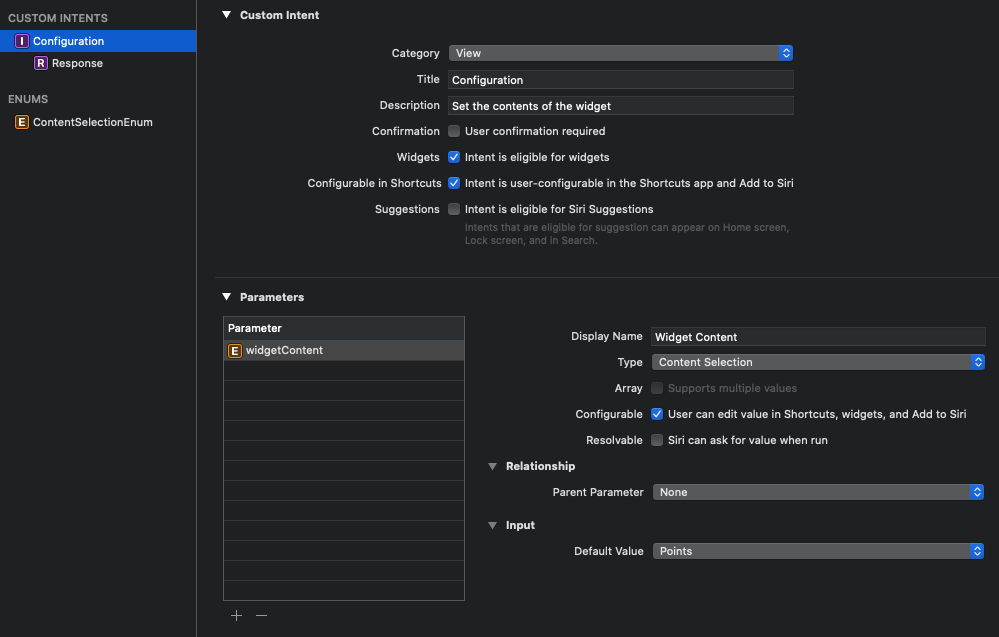 CUSTOM INTENTS
I Configuration
R Response
ENUMS
E ContentSelectionEnum
Custom Intent
Category View
Title Configuration
Description Set the contents of the widget
Confirmation User confirmation required
Widgets Intent is eligible for widgets
Configurable in Shortcuts Intent is user-configurable in the Shortcuts app and Add to Siri
Suggestions Intent is eligible for Siri Suggestions
Intents that are eligible for suggestion can appear on Home screen,
Lock screen, and in Search.
Parameters
Parameter
E widgetContent
Display Name Widget Content
Type Content Selection
Array Supports multiple values
Configurable User can edit value in Shortcuts, widgets, and Add to Siri
Resolvable Siri can ask for value when run
Relationship
Parent Parameter None
Input
Default Value Points